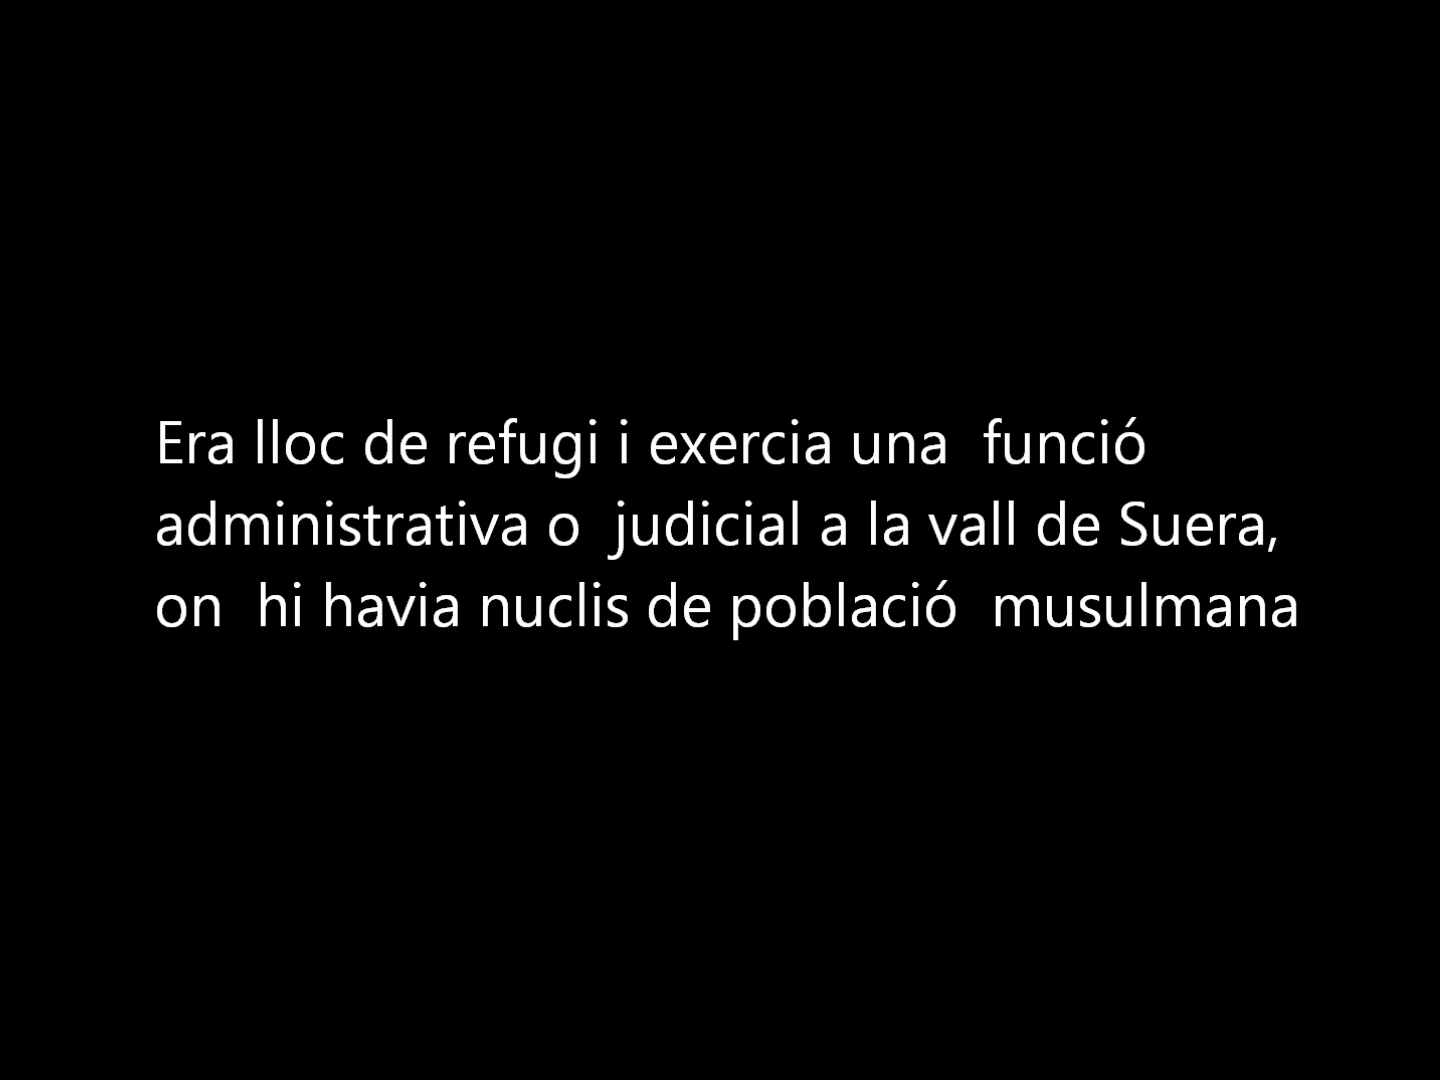 Era lloc de refugi i exercia una  funció
administrativa o  judicial a la vall de Suera,
on  hi havia nuclis de població  musulmana